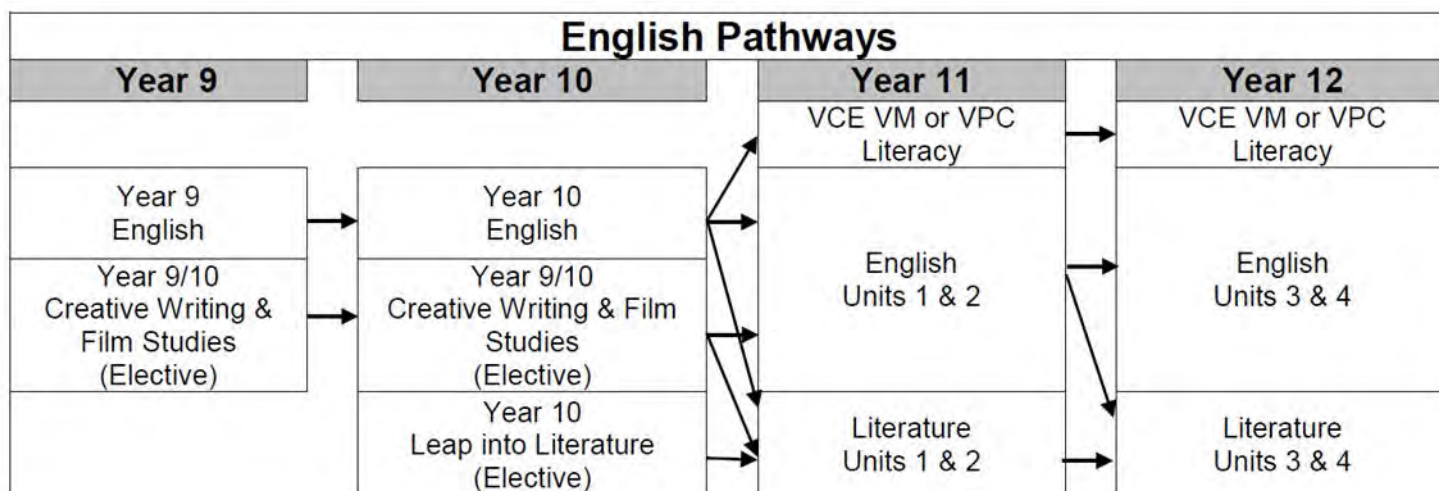 English Pathways
Year 9
Year 10
Year 11
Year 12
VCE VM or VPC
Literacy
VCE VM or VPC
Literacy
Year 9
English
Year 10
English
English
Units 1 & 2
English
Units 3 & 4
Year 9/10
Creative Writing &
Film Studies
(Elective)
Year 9/10
Creative Writing & Film
Studies
(Elective)
Year 10
Leap into Literature
(Elective)
Literature
Units 1 & 2
Literature
Units 3 & 4